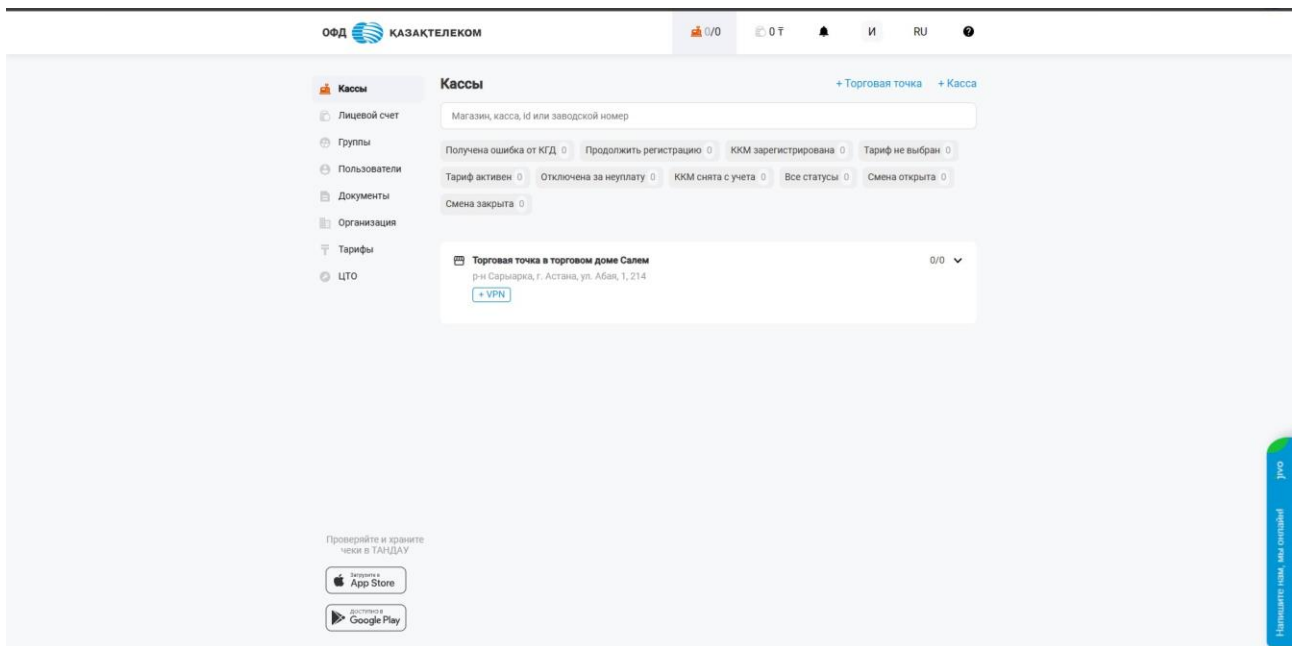 ОФД ҚАЗАҚТЕЛЕКОМ
0/0
0 ₸
И
RU
Кассы
Лицевой счет
Группы
Пользователи
Документы
Организация
Тарифы
ЦТО
Кассы
+ Торговая точка
+ Касса
Магазин, касса, id или заводской номер
Получена ошибка от КГД 0 Продолжить регистрацию 0 ККМ зарегистрирована 0 Тариф не выбран 0
Тариф активен 0 Отключена за неуплату 0 ККМ снята с учета 0 Все статусы 0 Смена открыта 0
Смена закрыта 0
Торговая точка в торговом доме Салем 0/0
р-н Сарыарка, г. Астана, ул. Абая, 1, 214
+ VPN
Проверяйте и храните
чеки в ТАНДАУ
Загрузите в
App Store
ДОСТУПНО В
Google Play
Напишите нам, мы онлайн! jivo